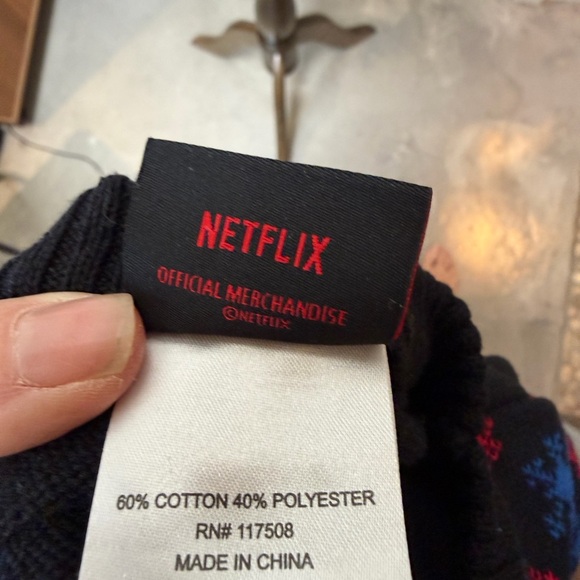 NETFLIX
OFFICIAL MERCHANDISE
©NETFLIX
60% COTTON 40% POLYESTER
RN# 117508
MADE IN CHINA